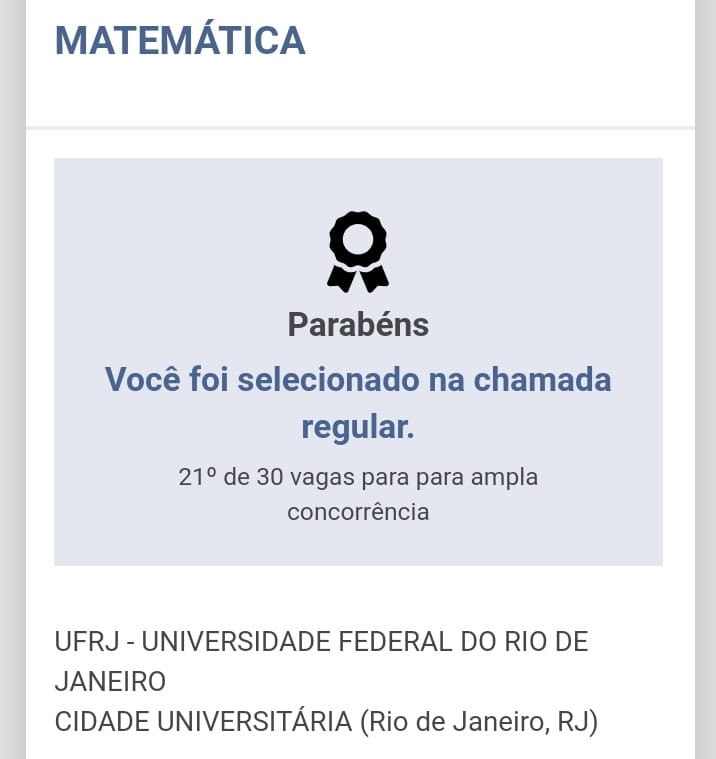 MATEMÁTICA
Parabéns
Você foi selecionado na chamada
regular.
21º de 30 vagas para para ampla
concorrência
UFRJ - UNIVERSIDADE FEDERAL DO RIO DE
JANEIRO
CIDADE UNIVERSITÁRIA (Rio de Janeiro, RJ)